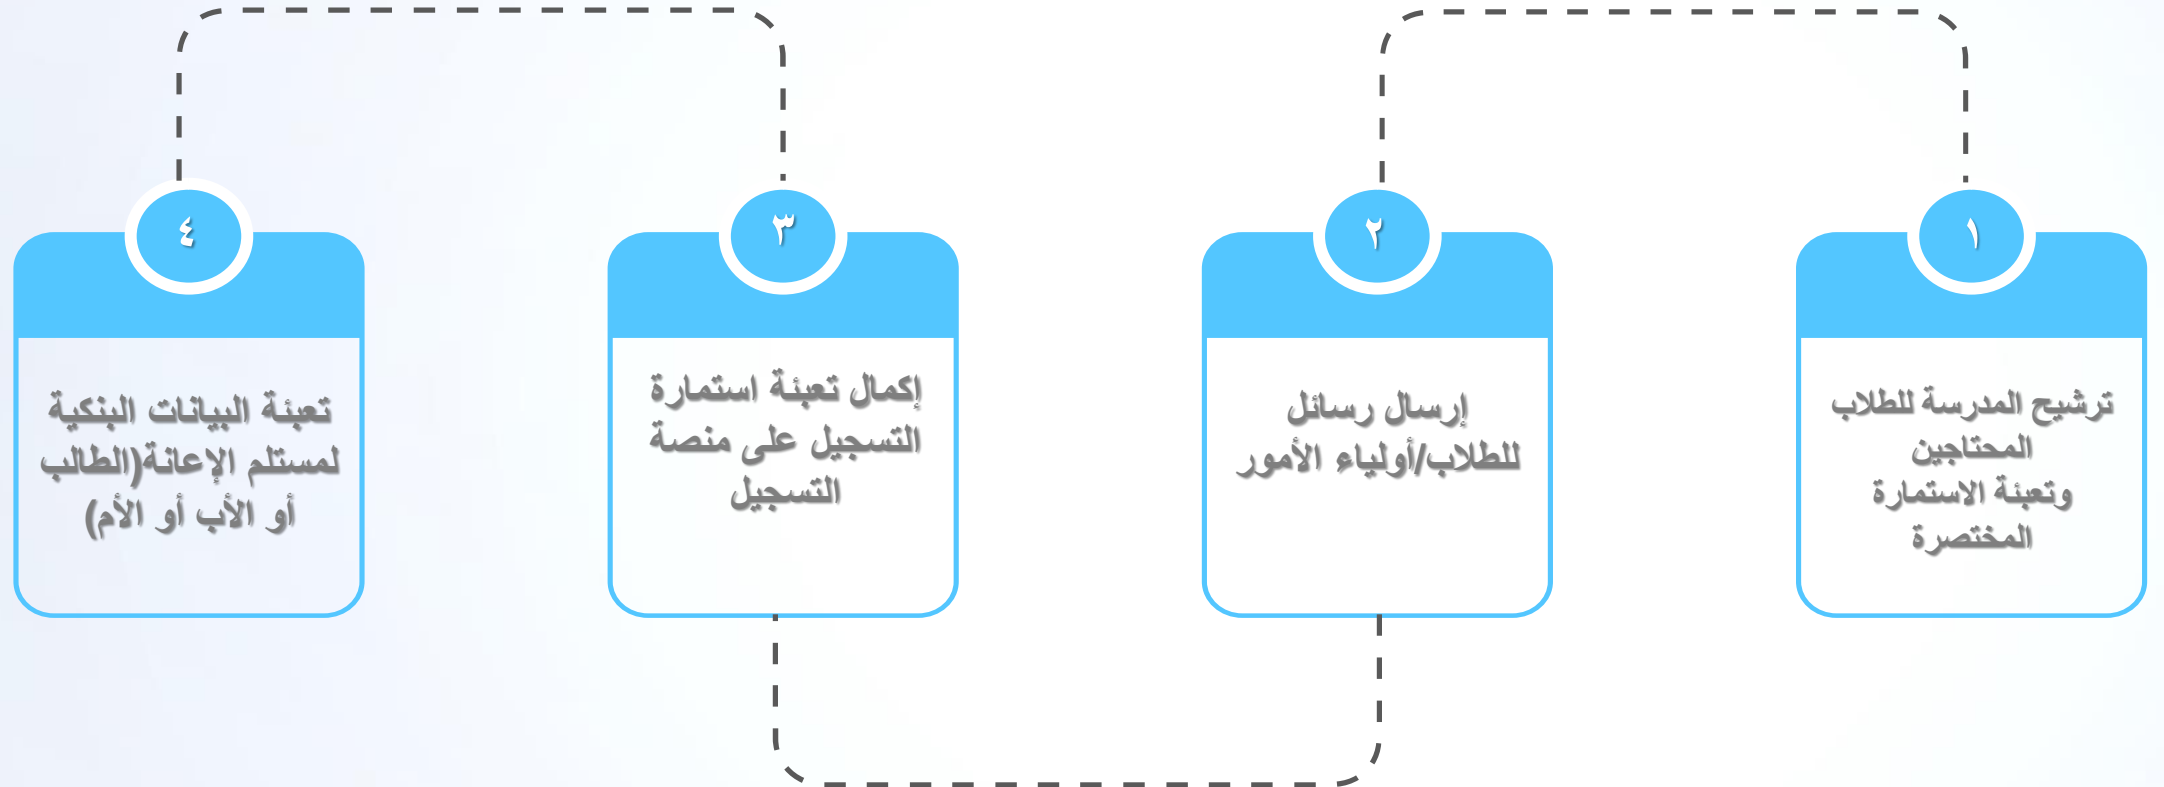 ١
ترشيح المدرسة للطلاب
المحتاجين
وتعبئة الاستمارة
المختصرة
٢
إرسال رسائل
للطلاب/أولياء الأمور
٣
إكمال تعبئة استمارة
التسجيل على منصة
التسجيل
٤
تعبئة البيانات البنكية
لمستلم الإعانة(الطالب
أو الأب أو الأم)